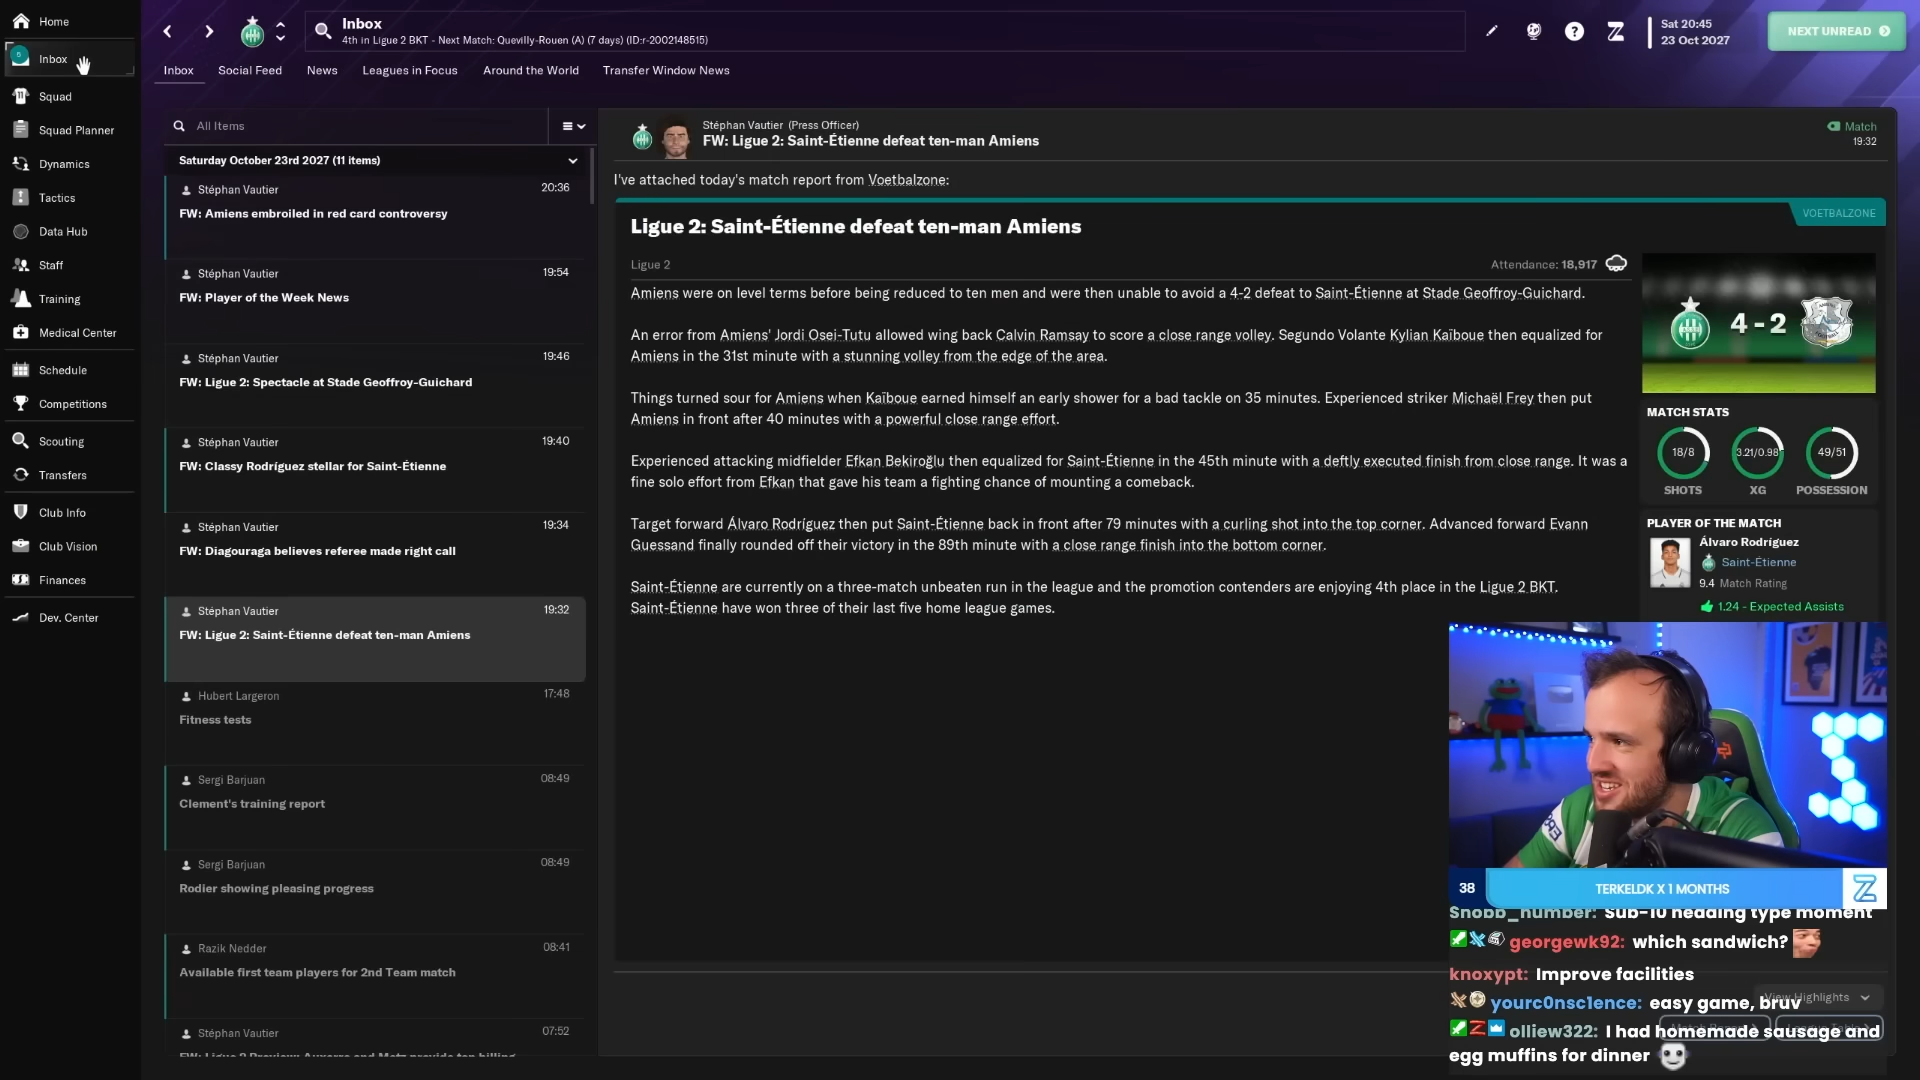 Home
Inbox
Squad
Squad Planner
Dynamics
Tactics
Data Hub
Staff
Training
Medical Center
Schedule
Competitions
Scouting
Transfers
Club Info
Club Vision
Finances
Dev. Center
Inbox
4th in Ligue 2 BKT - Next Match: Quevilly-Rouen (A) (7 days) (ID:r-2002148515)
Sat 20:45
23 Oct 2027
NEXT UNREAD
Inbox Social Feed News Leagues in Focus Around the World Transfer Window News
All Items
Saturday October 23rd 2027 (11 items)
Stéphan Vautier 20:36
FW: Amiens embroiled in red card controversy
Stéphan Vautier 19:54
FW: Player of the Week News
Stéphan Vautier 19:46
FW: Ligue 2: Spectacle at Stade Geoffroy-Guichard
Stéphan Vautier 19:40
FW: Classy Rodríguez stellar for Saint-Étienne
Stéphan Vautier 19:34
FW: Diagouraga believes referee made right call
Stéphan Vautier 19:32
FW: Ligue 2: Saint-Étienne defeat ten-man Amiens
Hubert Largeron 17:48
Fitness tests
Sergi Barjuan 08:49
Clement's training report
Sergi Barjuan 08:49
Rodier showing pleasing progress
Razik Nedder 08:41
Available first team players for 2nd Team match
Stéphan Vautier 07:52
Stéphan Vautier (Press Officer)
FW: Ligue 2: Saint-Étienne defeat ten-man Amiens
Match
19:32
I've attached today's match report from Voetbalzone:
VOETBALZONE
Ligue 2: Saint-Étienne defeat ten-man Amiens
Ligue 2 Attendance: 18,917
Amiens were on level terms before being reduced to ten men and were then unable to avoid a 4-2 defeat to Saint-Étienne at Stade Geoffroy-Guichard.
An error from Amiens' Jordi Osei-Tutu allowed wing back Calvin Ramsay to score a close range volley. Segundo Volante Kylian Kaïboue then equalized for
Amiens in the 31st minute with a stunning volley from the edge of the area.
Things turned sour for Amiens when Kaïboue earned himself an early shower for a bad tackle on 35 minutes. Experienced striker Michaël Frey then put
Amiens in front after 40 minutes with a powerful close range effort.
Experienced attacking midfielder Efkan Bekiroğlu then equalized for Saint-Étienne in the 45th minute with a deftly executed finish from close range. It was a
fine solo effort from Efkan that gave his team a fighting chance of mounting a comeback.
Target forward Álvaro Rodríguez then put Saint-Étienne back in front after 79 minutes with a curling shot into the top corner. Advanced forward Evann
Guessand finally rounded off their victory in the 89th minute with a close range finish into the bottom corner.
Saint-Étienne are currently on a three-match unbeaten run in the league and the promotion contenders are enjoying 4th place in the Ligue 2 BKT.
Saint-Étienne have won three of their last five home league games.
4 - 2
MATCH STATS
18/8 3.21/0.98 49/51
SHOTS XG POSSESSION
PLAYER OF THE MATCH
Álvaro Rodríguez
Saint-Étienne
9.4 Match Rating
1.24 - Expected Assists
38 TERKELDK X 1 MONTHS
Snobb_number: Sub-10 heading type moment
georgewk92: which sandwich?
knoxypt: Improve facilities
View Highlights
yourc0nsc1ence: easy game, bruv
olliew322: I had homemade sausage and
egg muffins for dinner